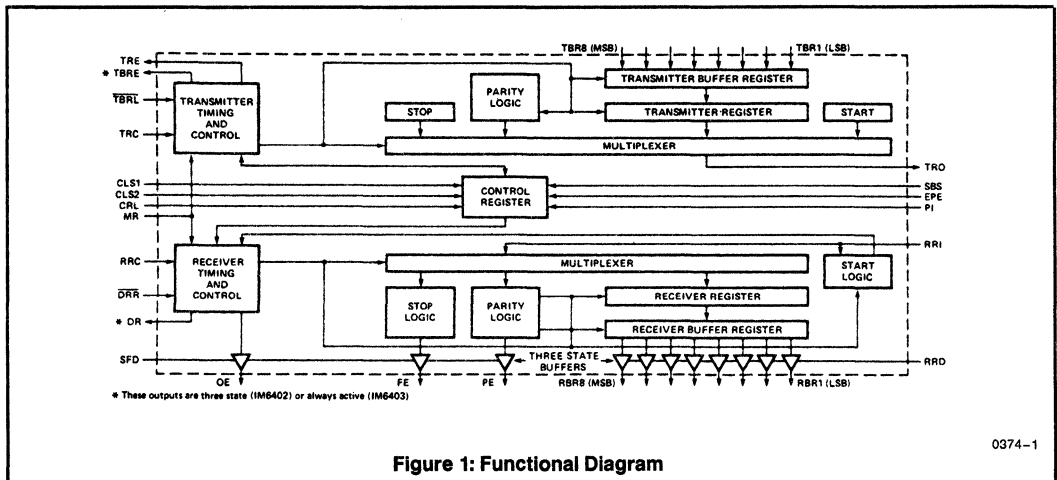 TBR8 (MSB) TBR1 (LSB)
TRE
* TBRE
TBRL
TRC
TRANSMITTER
TIMING
AND
CONTROL
TRANSMITTER BUFFER REGISTER
PARITY
LOGIC
STOP
TRANSMITTER REGISTER
START
MULTIPLEXER
TRO
CLS1
CLS2
CRL
MR
CONTROL
REGISTER
SBS
EPE
PI
RRC
DRR
* DR
SFD
RECEIVER
TIMING
AND
CONTROL
RRI
MULTIPLEXER
START
LOGIC
STOP
LOGIC
PARITY
LOGIC
RECEIVER REGISTER
RECEIVER BUFFER REGISTER
THREE STATE
BUFFERS
RRD
OE FE PE RBR8 (MSB) RBR1 (LSB)
* These outputs are three state (IM6402) or always active (IM6403)
0374–1
Figure 1: Functional Diagram